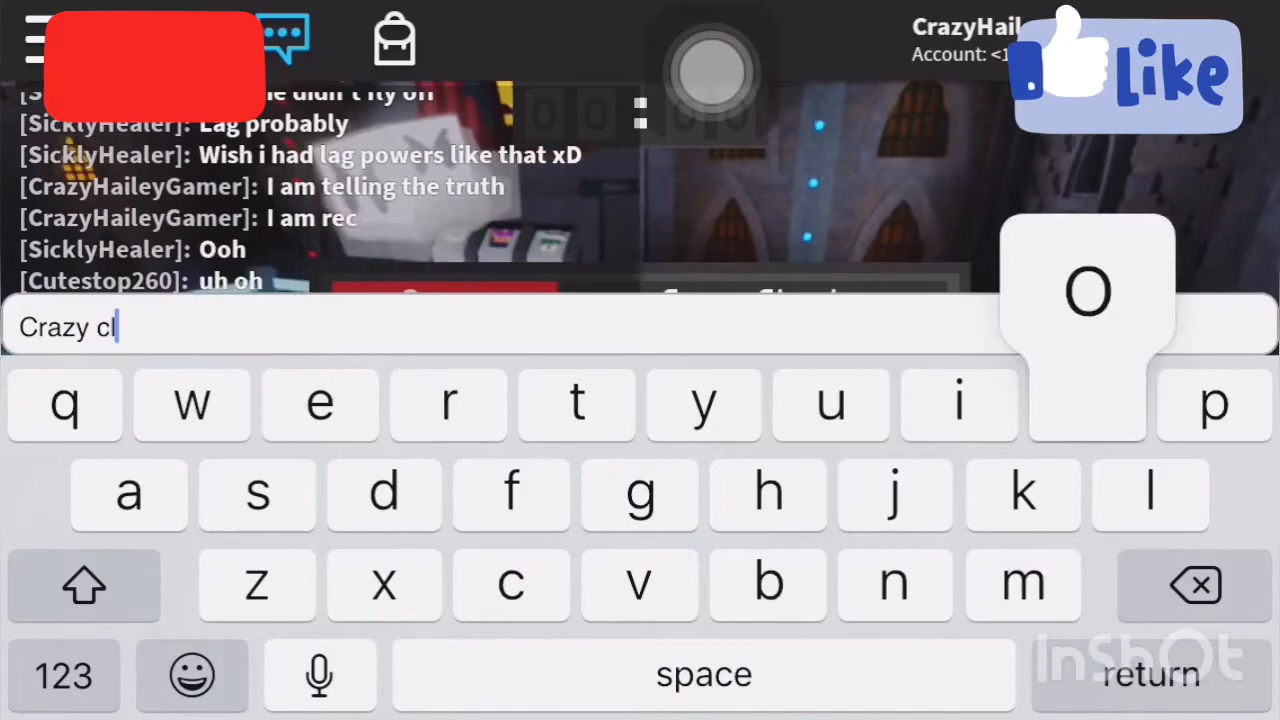 CrazyHail
Account: <1
Like
[SicklyHealer]: Lag probably
[SicklyHealer]: Wish i had lag powers like that xD
[CrazyHaileyGamer]: I am telling the truth
[CrazyHaileyGamer]: I am rec
[SicklyHealer]: Ooh
[Cutestop260]: uh oh
Crazy cl
O
q w e r t y u i p
a s d f g h j k l
z x c v b n m
123 space return
InShOt